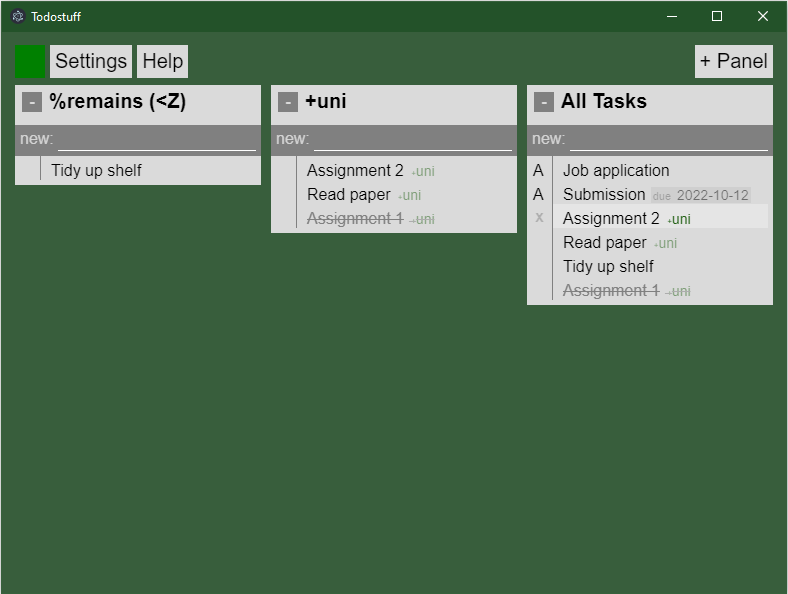 Todostuff
Settings Help + Panel
- %remains (<Z)
new:
Tidy up shelf
- +uni
new:
Assignment 2 +uni
Read paper +uni
Assignment 1 +uni
- All Tasks
new:
A Job application
A Submission due 2022-10-12
x Assignment 2 +uni
Read paper +uni
Tidy up shelf
Assignment 1 +uni